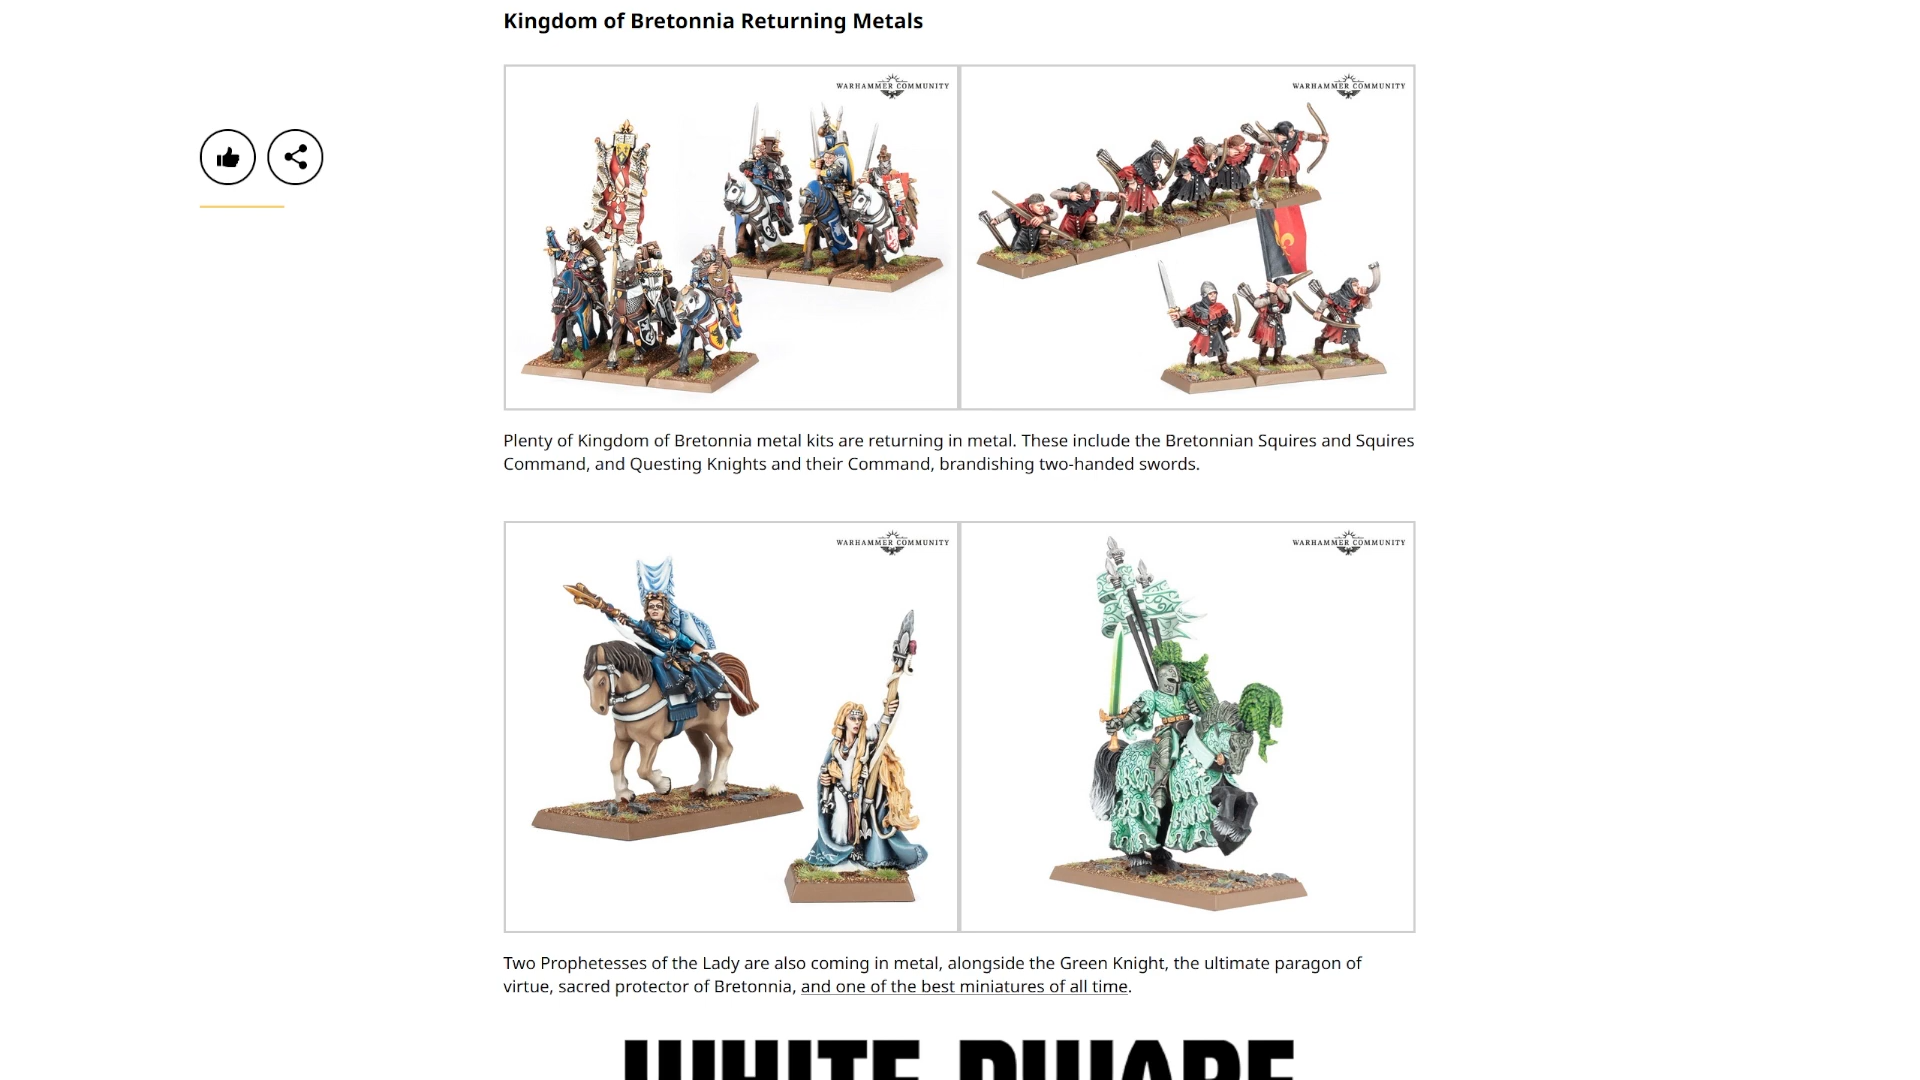 Kingdom of Bretonnia Returning Metals
WARHAMMER COMMUNITY
WARHAMMER COMMUNITY
Plenty of Kingdom of Bretonnia metal kits are returning in metal. These include the Bretonnian Squires and Squires
Command, and Questing Knights and their Command, brandishing two-handed swords.
WARHAMMER COMMUNITY
WARHAMMER COMMUNITY
Two Prophetesses of the Lady are also coming in metal, alongside the Green Knight, the ultimate paragon of
virtue, sacred protector of Bretonnia, and one of the best miniatures of all time.
WHITE DWARF